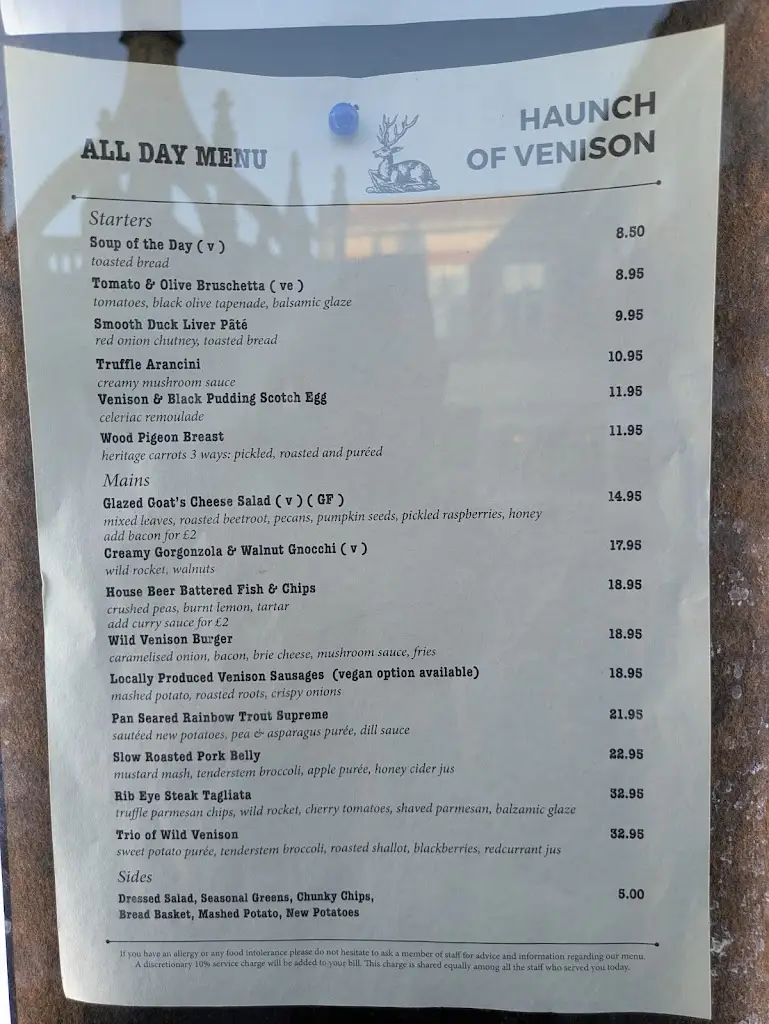 HAUNCH
OF VENISON
ALL DAY MENU
Starters
Soup of the Day ( v ) 8.50
toasted bread
Tomato & Olive Bruschetta ( ve ) 8.95
tomatoes, black olive tapenade, balsamic glaze
Smooth Duck Liver Pâté 9.95
red onion chutney, toasted bread
Truffle Arancini 10.95
creamy mushroom sauce
Venison & Black Pudding Scotch Egg 11.95
celeriac remoulade
Wood Pigeon Breast 11.95
heritage carrots 3 ways: pickled, roasted and puréed
Mains
Glazed Goat's Cheese Salad ( v ) ( GF ) 14.95
mixed leaves, roasted beetroot, pecans, pumpkin seeds, pickled raspberries, honey
add bacon for £2
Creamy Gorgonzola & Walnut Gnocchi ( v ) 17.95
wild rocket, walnuts
House Beer Battered Fish & Chips 18.95
crushed peas, burnt lemon, tartar
add curry sauce for £2
Wild Venison Burger 18.95
caramelised onion, bacon, brie cheese, mushroom sauce, fries
Locally Produced Venison Sausages (vegan option available) 18.95
mashed potato, roasted roots, crispy onions
Pan Seared Rainbow Trout Supreme 21.95
sautéed new potatoes, pea & asparagus purée, dill sauce
Slow Roasted Pork Belly 22.95
mustard mash, tenderstem broccoli, apple purée, honey cider jus
Rib Eye Steak Tagliata 32.95
truffle parmesan chips, wild rocket, cherry tomatoes, shaved parmesan, balzamic glaze
Trio of Wild Venison 32.95
sweet potato purée, tenderstem broccoli, roasted shallot, blackberries, redcurrant jus
Sides
Dressed Salad, Seasonal Greens, Chunky Chips, 5.00
Bread Basket, Mashed Potato, New Potatoes
If you have an allergy or any food intolerance please do not hesitate to ask a member of staff for advice and information regarding our menu.
A discretionary 10% service charge will be added to your bill. This charge is shared equally among all the staff who served you today.